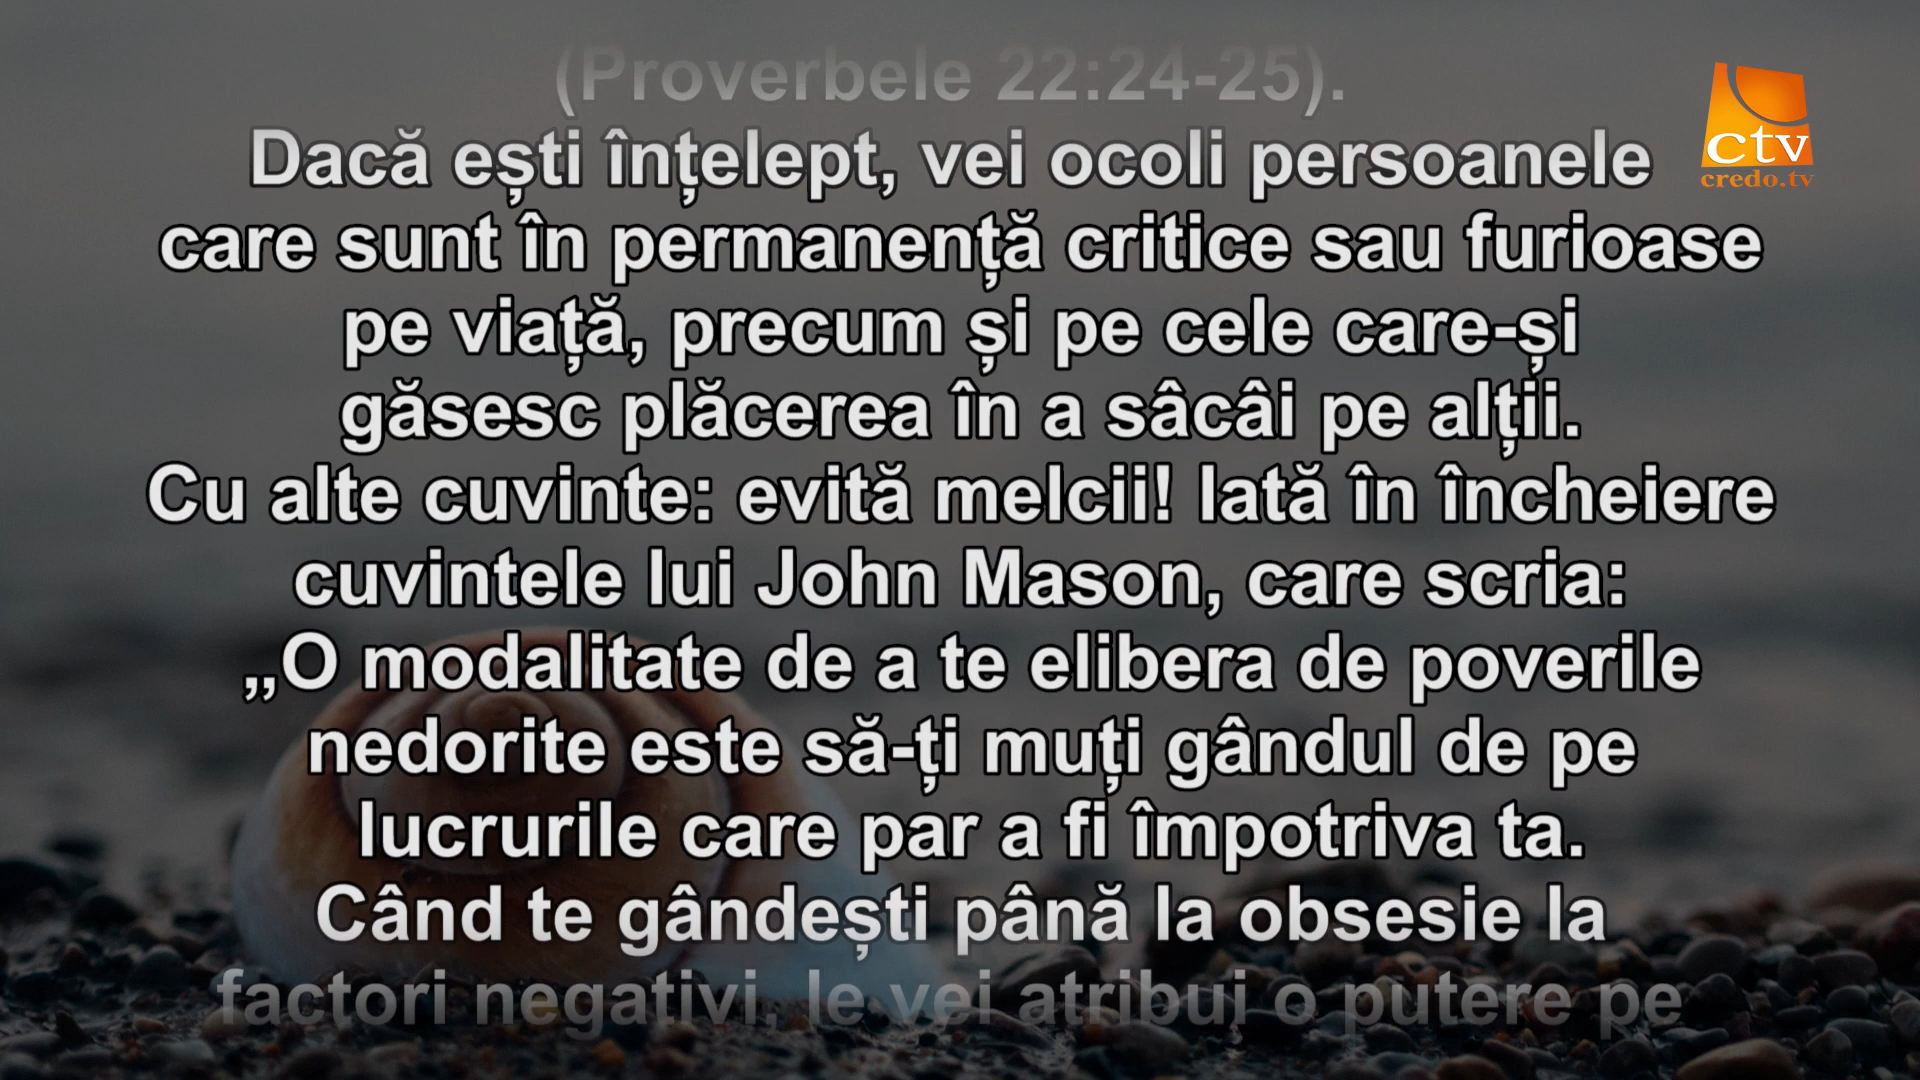 (Proverbele 22:24-25).
Dacă ești înțelept, vei ocoli persoanele
care sunt în permanență critice sau furioase
pe viață, precum și pe cele care-și
găsesc plăcerea în a sâcâi pe alții.
Cu alte cuvinte: evită melcii! Iată în încheiere
cuvintele lui John Mason, care scria:
„O modalitate de a te elibera de poverile
nedorite este să-ți muți gândul de pe
lucrurile care par a fi împotriva ta.
Când te gândești până la obsesie la
factori negativi, le vei atribui o putere pe
ctv
credo.tv